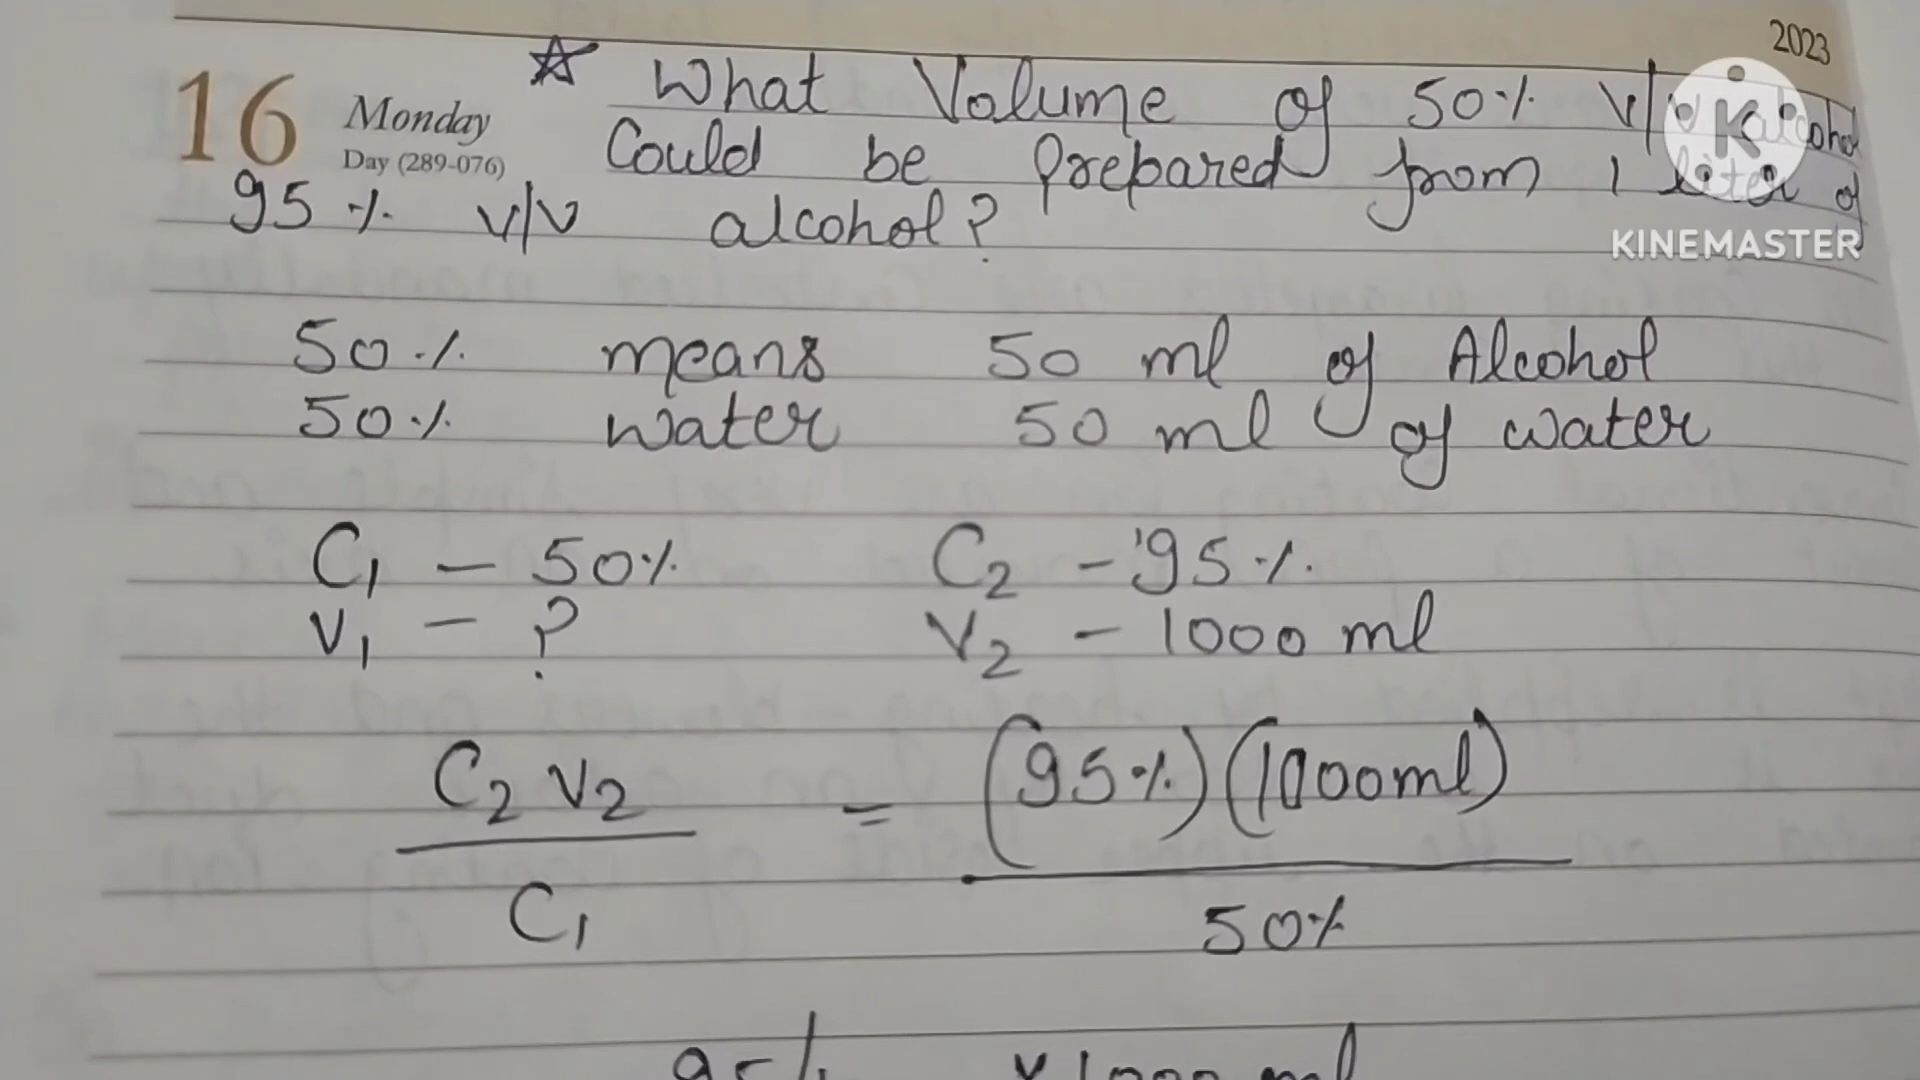 2023
16 Monday
Day (289-076)
☆ What Volume of 50% v/v alcohol
Could be Prepared from 1 liter of
95% v/v alcohol?
KINEMASTER
50% means 50 ml of Alcohol
50% water 50 ml of water
C1 – 50% C2 – 95%
V1 – ? V2 – 1000 ml
C2 V2 = (95%) (1000ml)
C1 50%